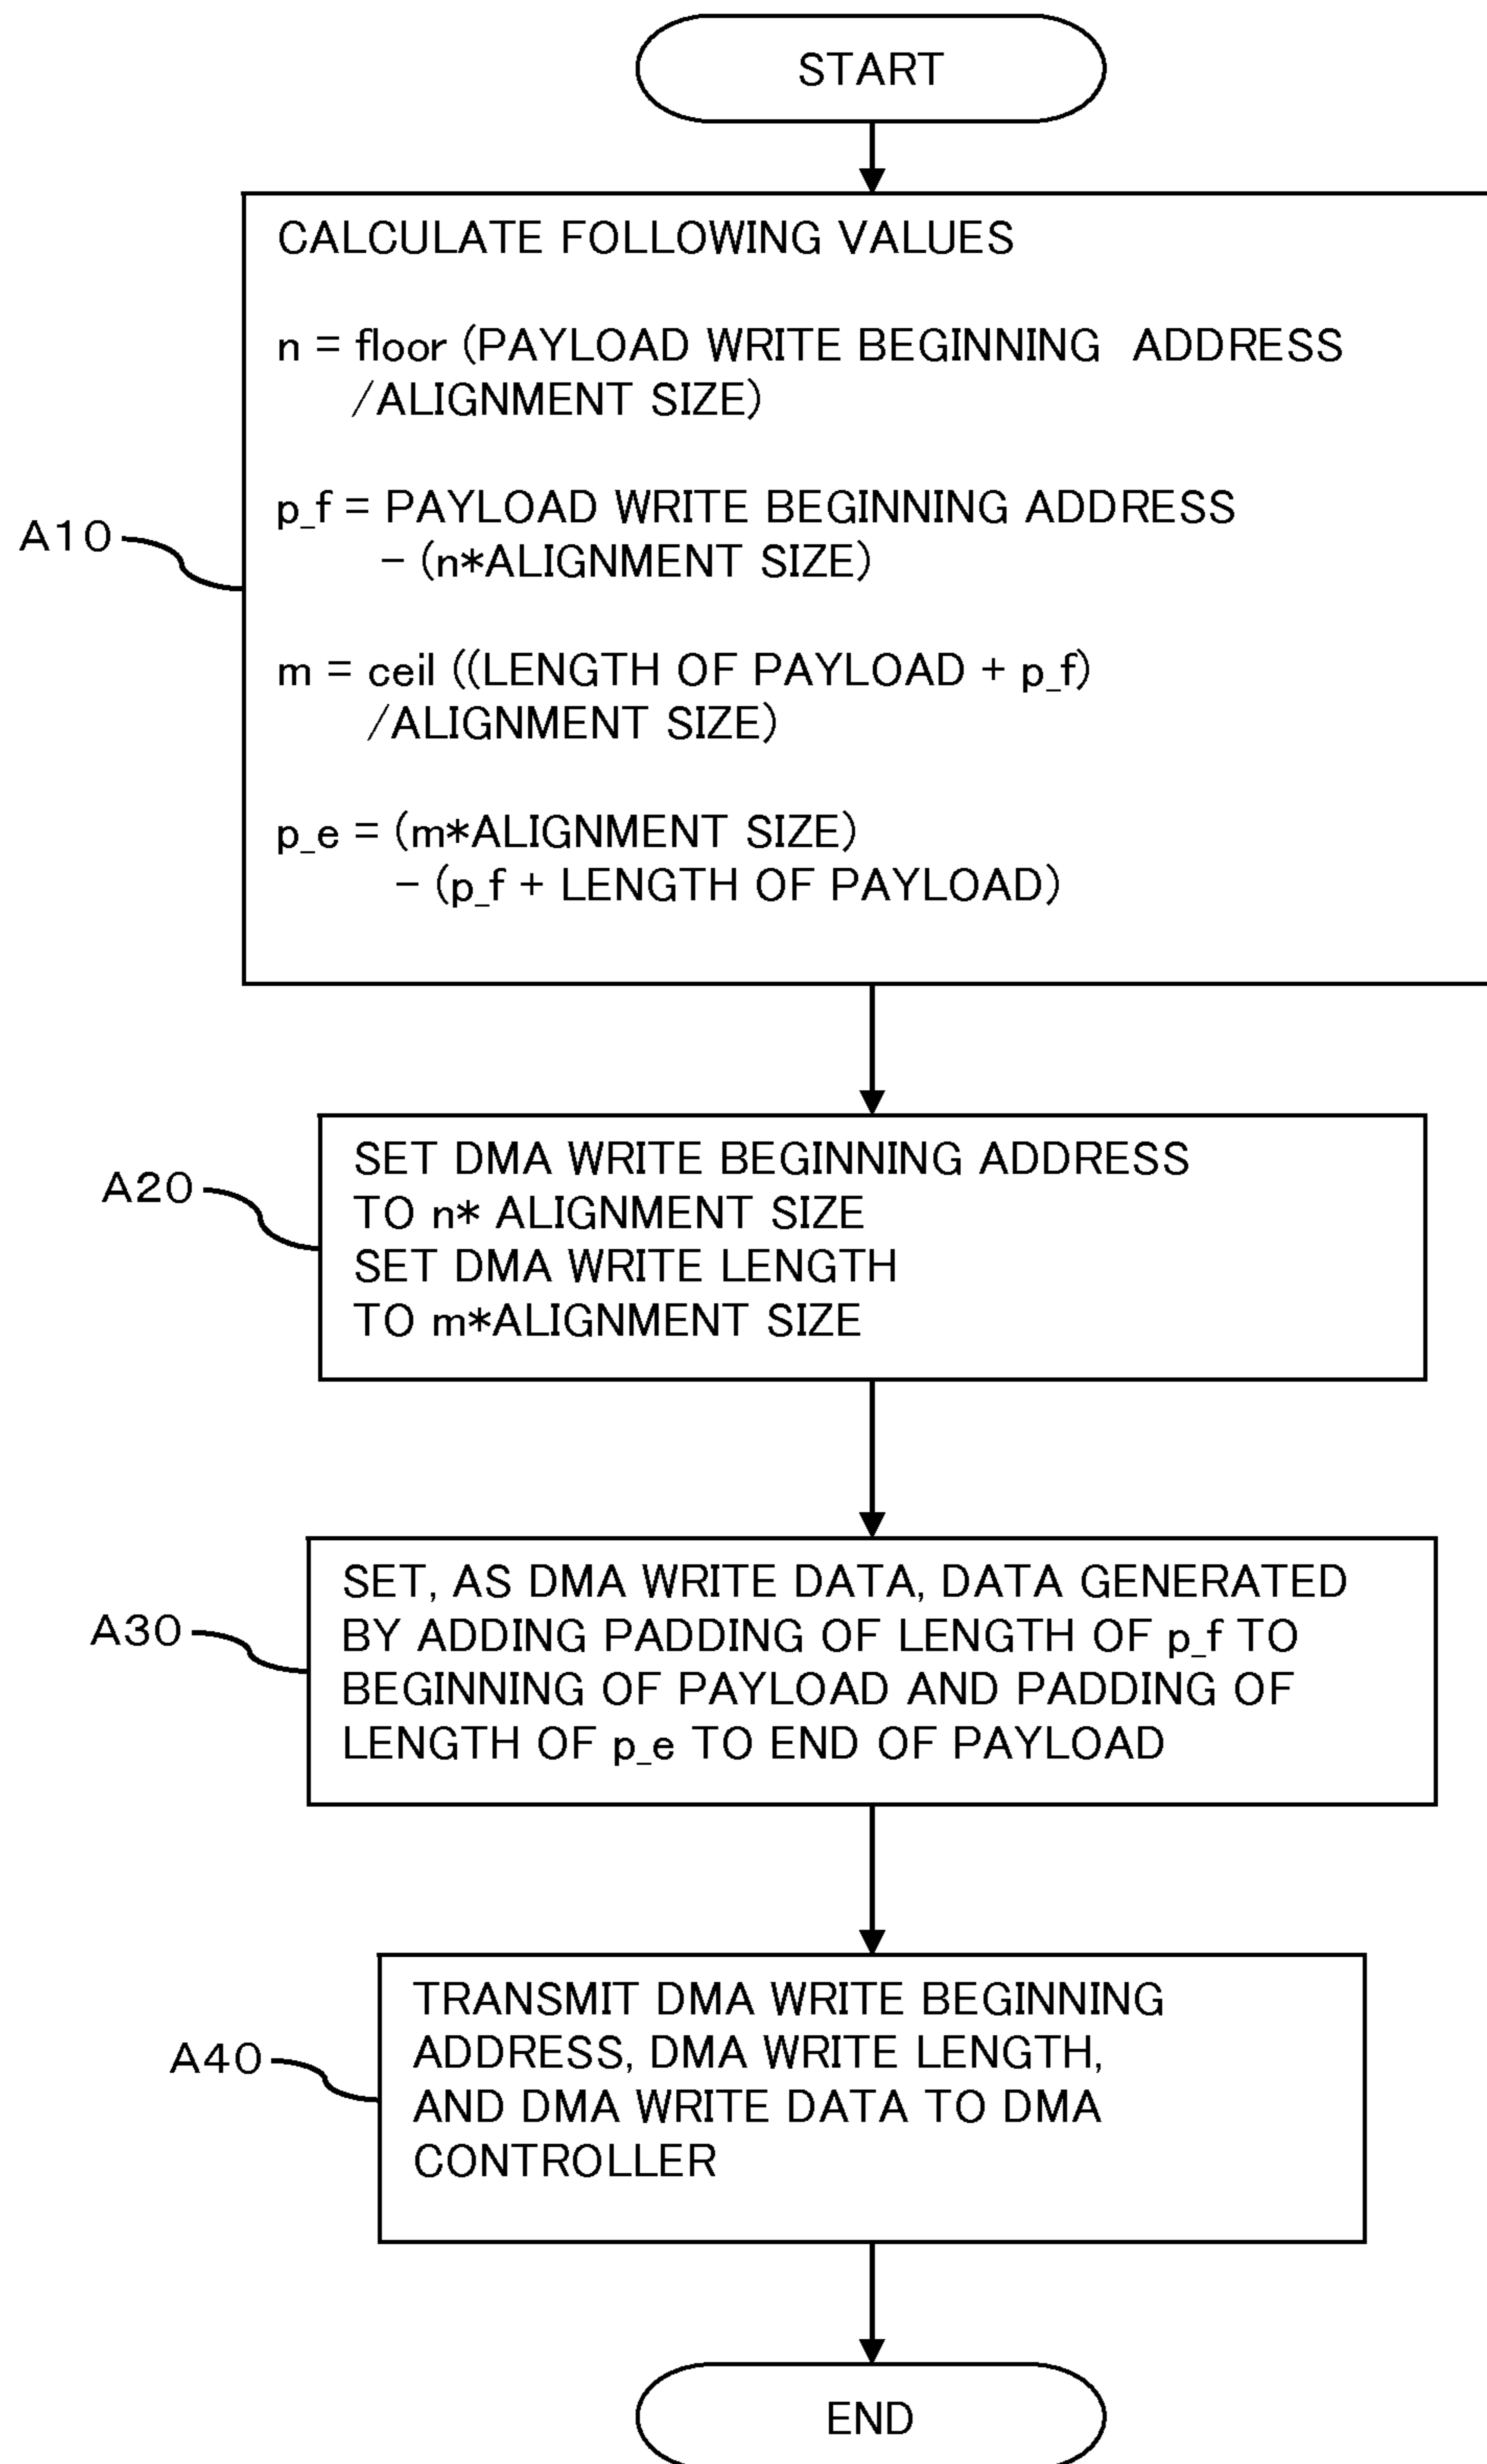 START
CALCULATE FOLLOWING VALUES
n = floor (PAYLOAD WRITE BEGINNING ADDRESS
/ALIGNMENT SIZE)
p_f = PAYLOAD WRITE BEGINNING ADDRESS
- (n*ALIGNMENT SIZE)
A10
m = ceil ((LENGTH OF PAYLOAD + p_f)
/ALIGNMENT SIZE)
p_e = (m*ALIGNMENT SIZE)
- (p_f + LENGTH OF PAYLOAD)
A20
SET DMA WRITE BEGINNING ADDRESS
TO n* ALIGNMENT SIZE
SET DMA WRITE LENGTH
TO m*ALIGNMENT SIZE
A30
SET, AS DMA WRITE DATA, DATA GENERATED
BY ADDING PADDING OF LENGTH OF p_f TO
BEGINNING OF PAYLOAD AND PADDING OF
LENGTH OF p_e TO END OF PAYLOAD
A40
TRANSMIT DMA WRITE BEGINNING
ADDRESS, DMA WRITE LENGTH,
AND DMA WRITE DATA TO DMA
CONTROLLER
END